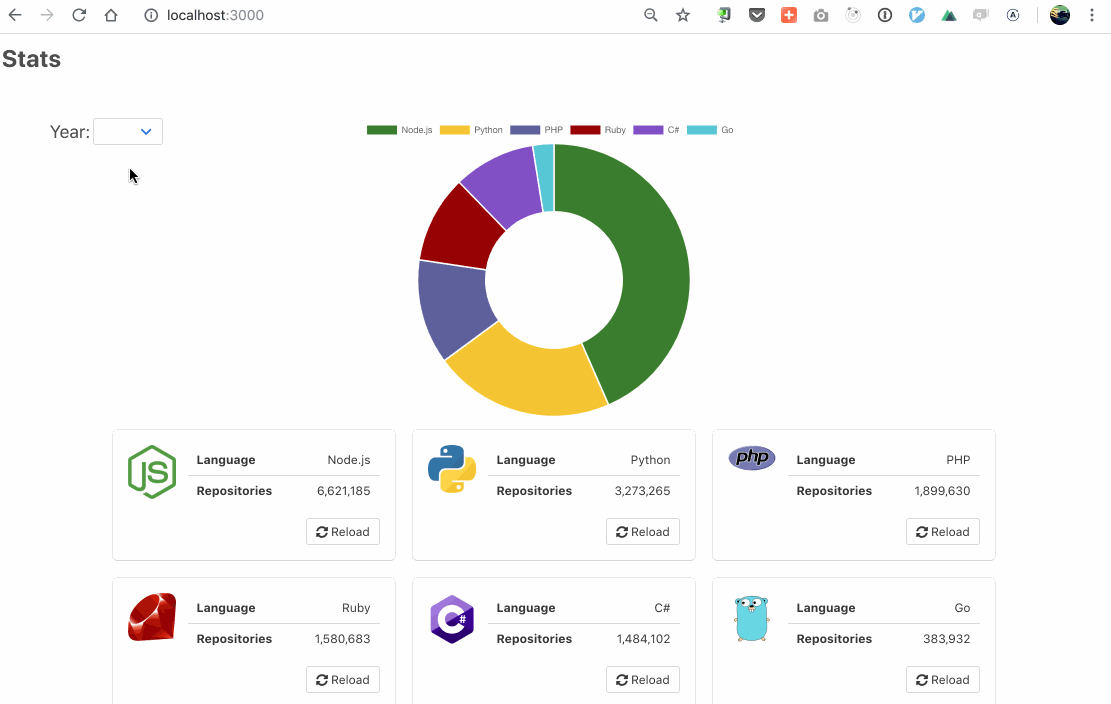 localhost:3000
Stats
Year:
Node.js Python PHP Ruby C# Go
JS Language Node.js
Repositories 6,621,185
Reload
Language Python
Repositories 3,273,265
Reload
php Language PHP
Repositories 1,899,630
Reload
Language Ruby
Repositories 1,580,683
Reload
C# Language C#
Repositories 1,484,102
Reload
Language Go
Repositories 383,932
Reload